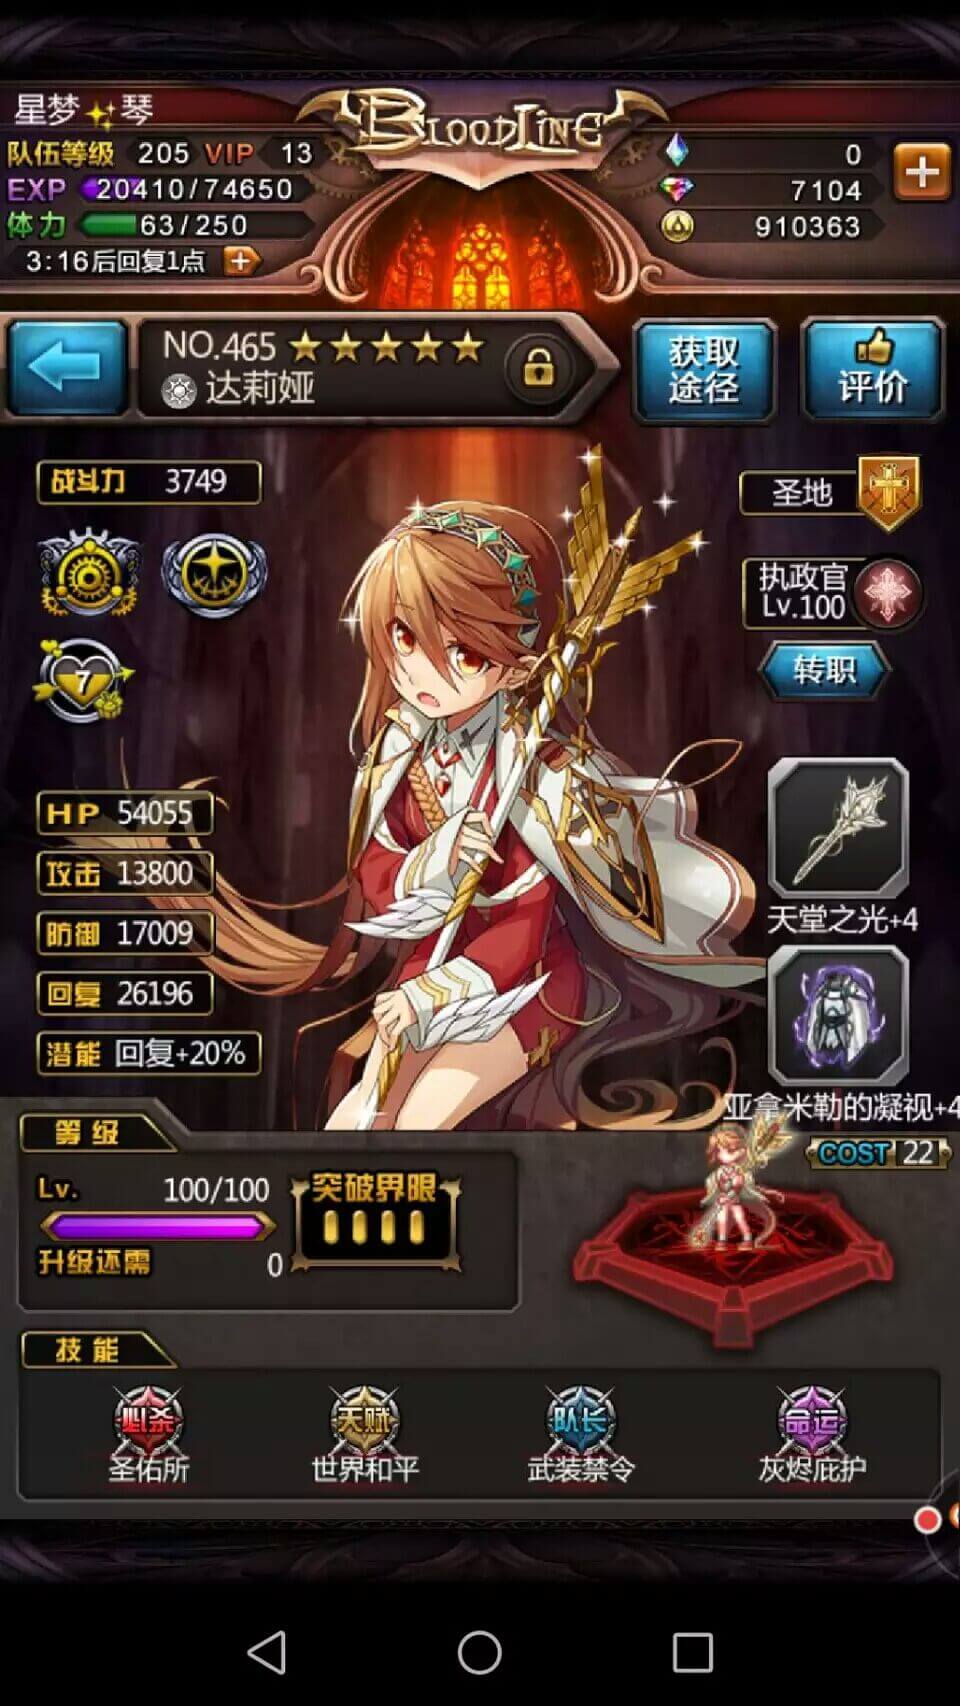 星梦✨琴
BLOODLINE
队伍等级 205 VIP 13
0
EXP 20410/74650
7104
体力 63/250
910363
3:16后回复1点
NO.465 ★★★★★
达莉娅
获取
途径
评价
战斗力 3749
圣地
执政官
Lv.100
转职
7
HP 54055
攻击 13800
天堂之光+4
防御 17009
回复 26196
潜能 回复+20%
亚拿米勒的凝视+4
等级
COST 22
Lv. 100/100
突破界限
升级还需 0
技能
必杀
天赋
队长
命运
圣佑所
世界和平
武装禁令
灰烬庇护